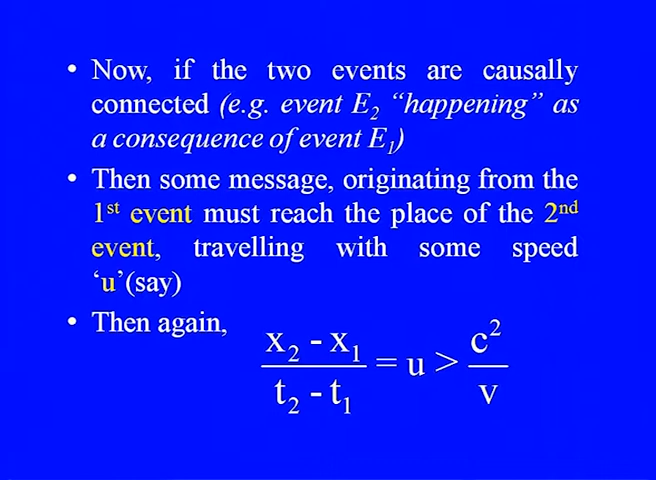 • Now, if the two events are causally
connected (e.g. event E₂ “happening” as
a consequence of event E₁)
• Then some message, originating from the
1ˢᵗ event must reach the place of the 2ⁿᵈ
event, travelling with some speed
‘u’(say)
• Then again,
(x₂ - x₁)/(t₂ - t₁) = u > c²/v